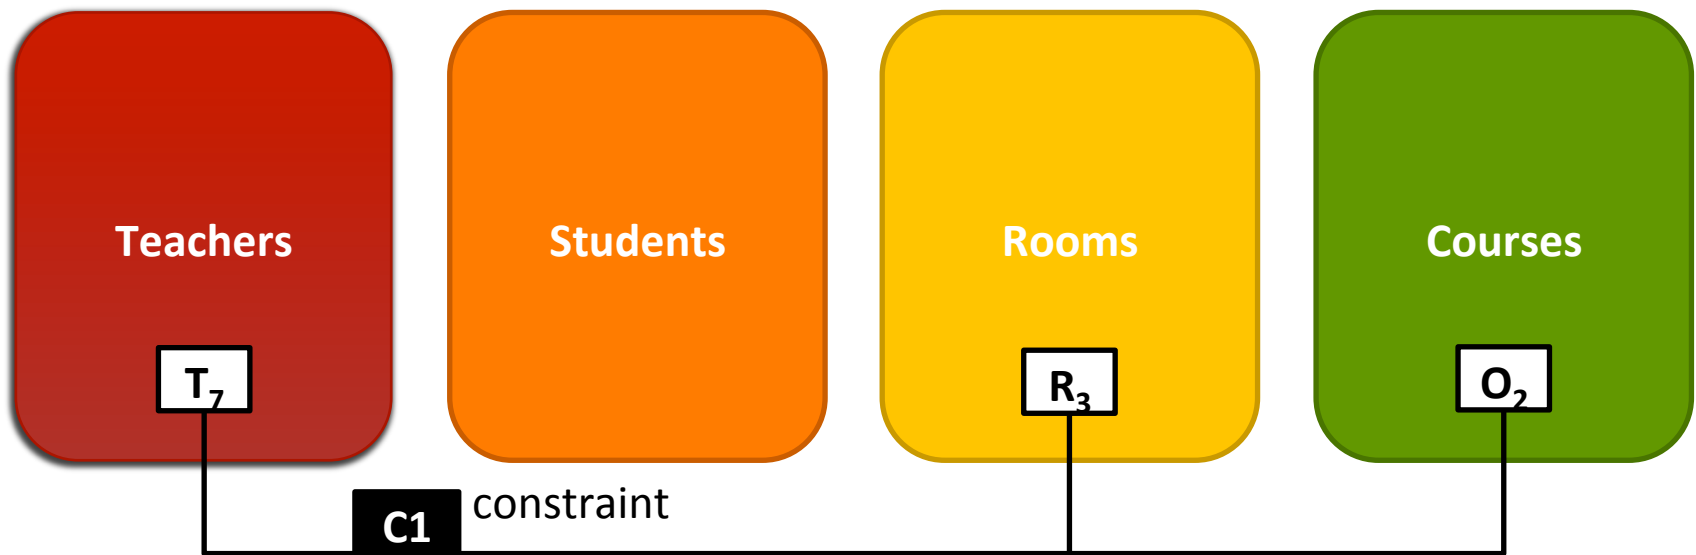 Teachers Students Rooms Courses
T₇ R₃ O₂
C1 constraint